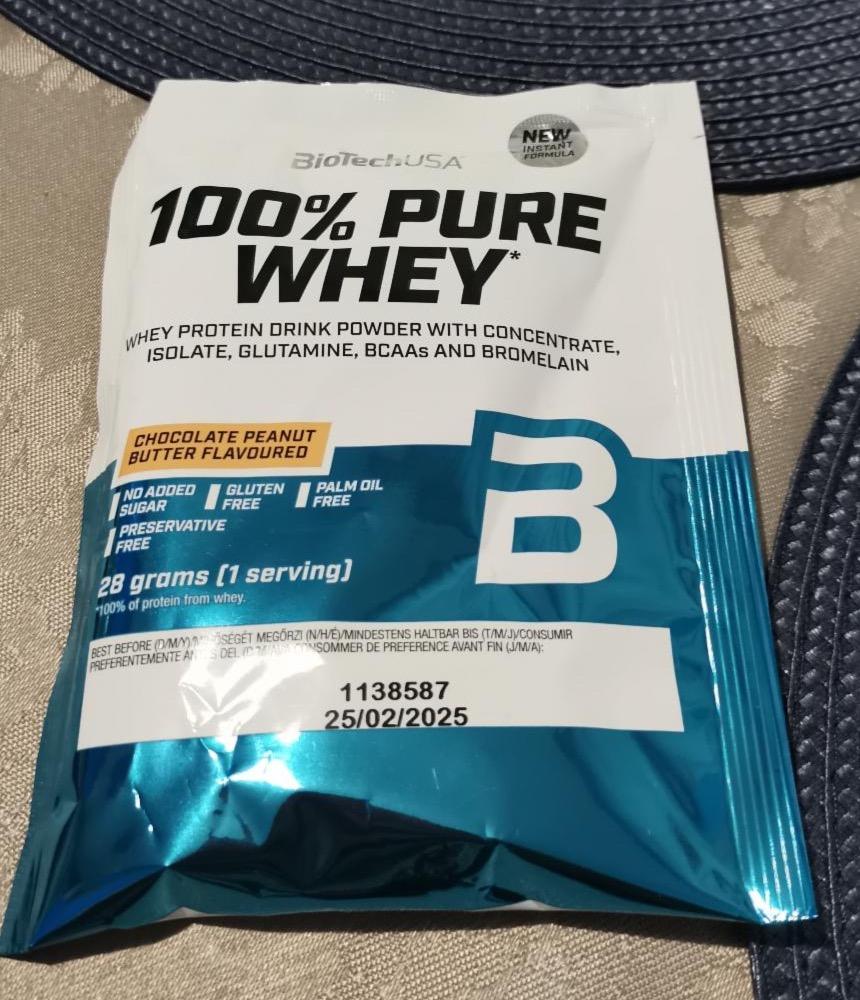 BioTechUSA
NEW
INSTANT
FORMULA
100% PURE
WHEY*
WHEY PROTEIN DRINK POWDER WITH CONCENTRATE,
ISOLATE, GLUTAMINE, BCAAs AND BROMELAIN
CHOCOLATE PEANUT
BUTTER FLAVOURED
NO ADDED
SUGAR
GLUTEN
FREE
PALM OIL
FREE
PRESERVATIVE
FREE
28 grams (1 serving)
*100% of protein from whey.
BEST BEFORE (D/M/Y)/ MEGŐRZI (N/H/É)/MINDESTENS HALTBAR BIS (T/M/J)/CONSUMIR
PREFERENTEMENTE DEL CONSOMMER DE PREFERENCE AVANT FIN (J/M/A):
1138587
25/02/2025
B